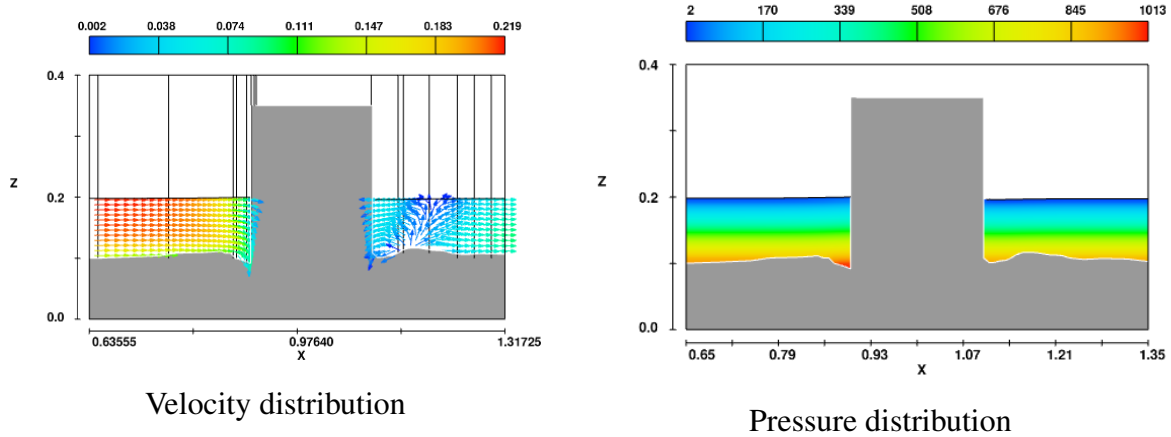 0.002 0.038 0.074 0.111 0.147 0.183 0.219
0.4
Z
0.2
0.0
0.63555 0.97640 1.31725
X
Velocity distribution
2 170 339 508 676 845 1013
0.4
Z
0.2
0.0
0.65 0.79 0.93 1.07 1.21 1.35
X
Pressure distribution